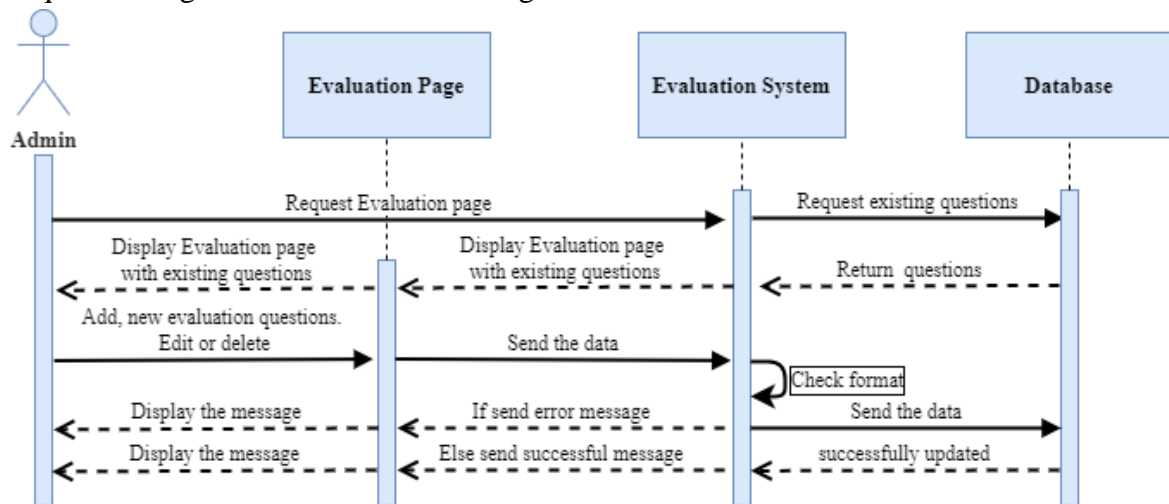 Evaluation Page
Evaluation System
Database
Admin
Request Evaluation page
Request existing questions
Display Evaluation page
with existing questions
Display Evaluation page
with existing questions
Return questions
Add, new evaluation questions.
Edit or delete
Send the data
Check format
Display the message
If send error message
Send the data
Display the message
Else send successful message
successfully updated